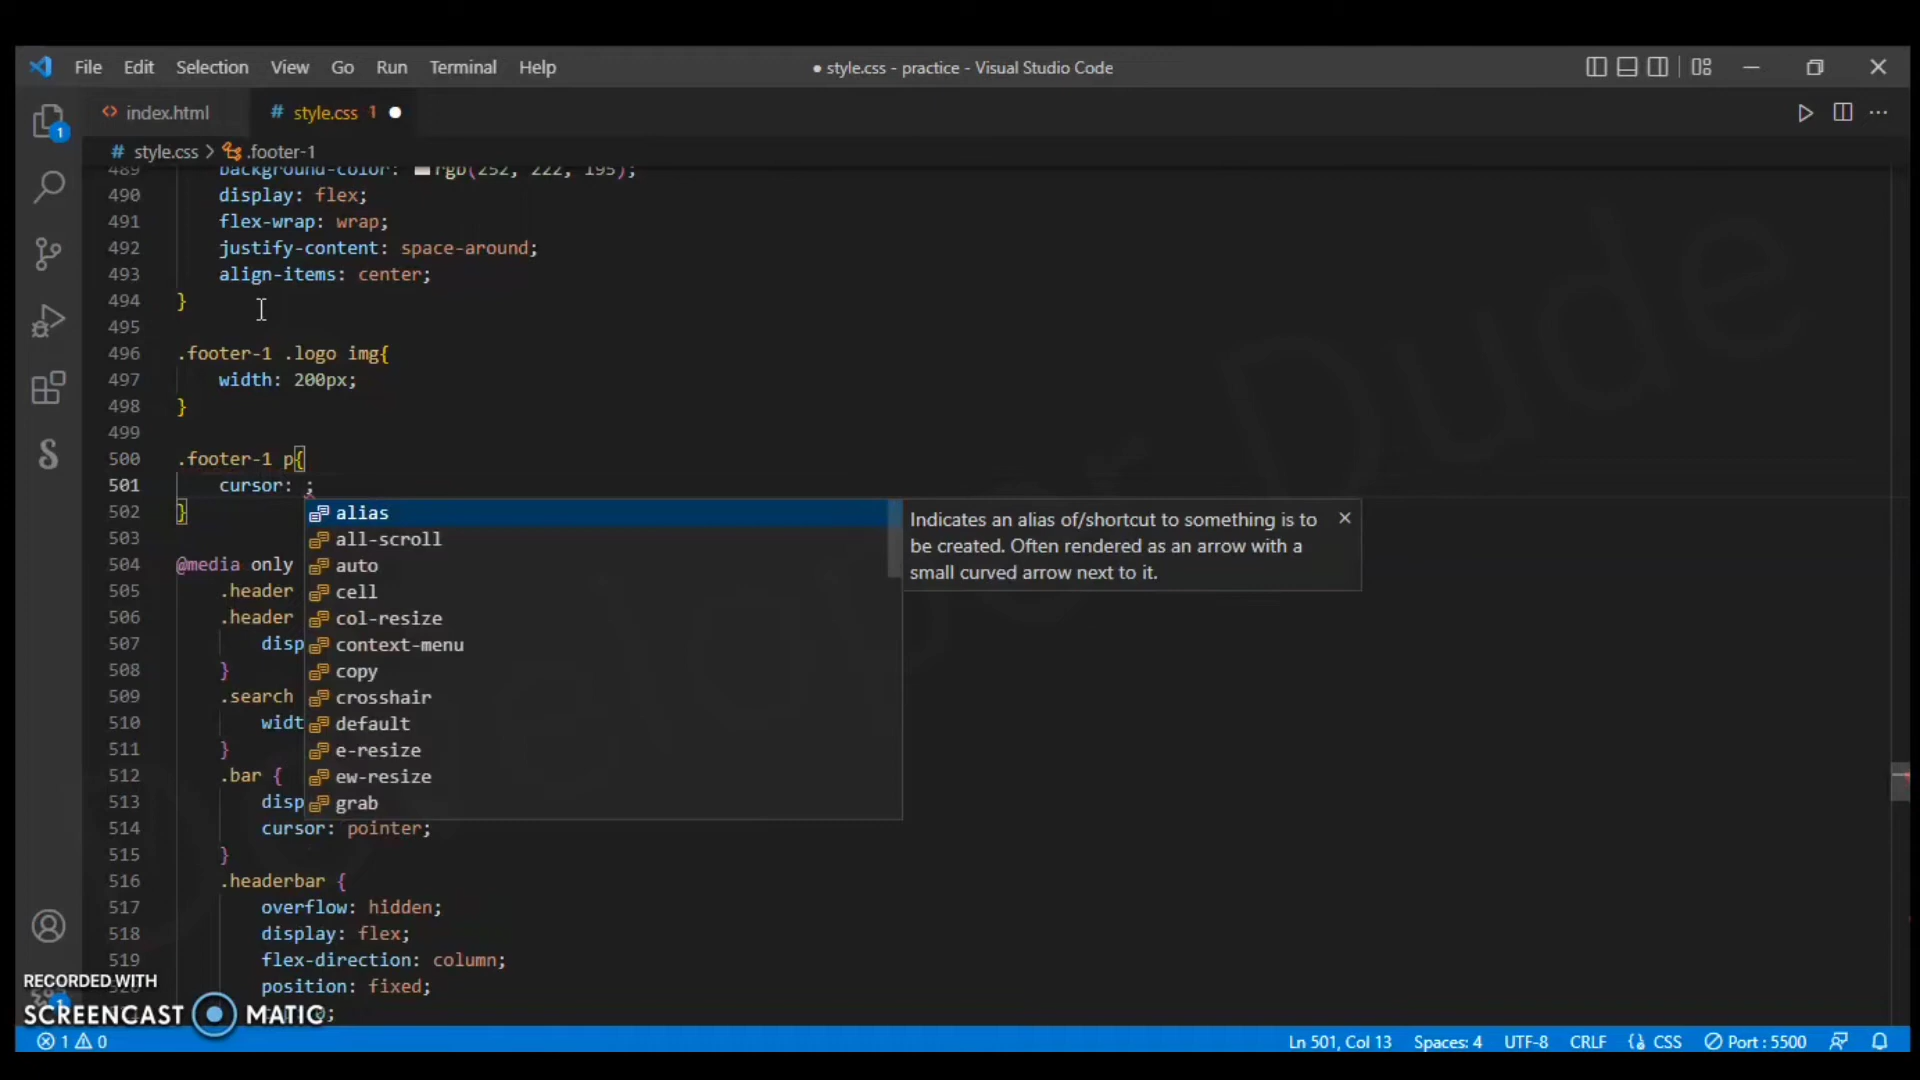 File Edit Selection View Go Run Terminal Help
● style.css - practice - Visual Studio Code
<> index.html # style.css 1 ●
# style.css > .footer-1
489 background-color: rgb(252, 222, 195);
490 display: flex;
491 flex-wrap: wrap;
492 justify-content: space-around;
493 align-items: center;
494 }
495
496 .footer-1 .logo img{
497 width: 200px;
498 }
499
500 .footer-1 p{
501 cursor: ;
502 }
alias
Indicates an alias of/shortcut to something is to
be created. Often rendered as an arrow with a
small curved arrow next to it.
503 all-scroll
504 @media only auto
505 .header cell
506 .header col-resize
507 disp context-menu
508 } copy
509 .search crosshair
510 widt default
511 } e-resize
512 .bar { ew-resize
513 disp grab
514 cursor: pointer;
515 }
516 .headerbar {
517 overflow: hidden;
518 display: flex;
519 flex-direction: column;
position: fixed;
RECORDED WITH
SCREENCAST MATIC
1 0 Ln 501, Col 13 Spaces: 4 UTF-8 CRLF CSS Port : 5500
1
1
Dude